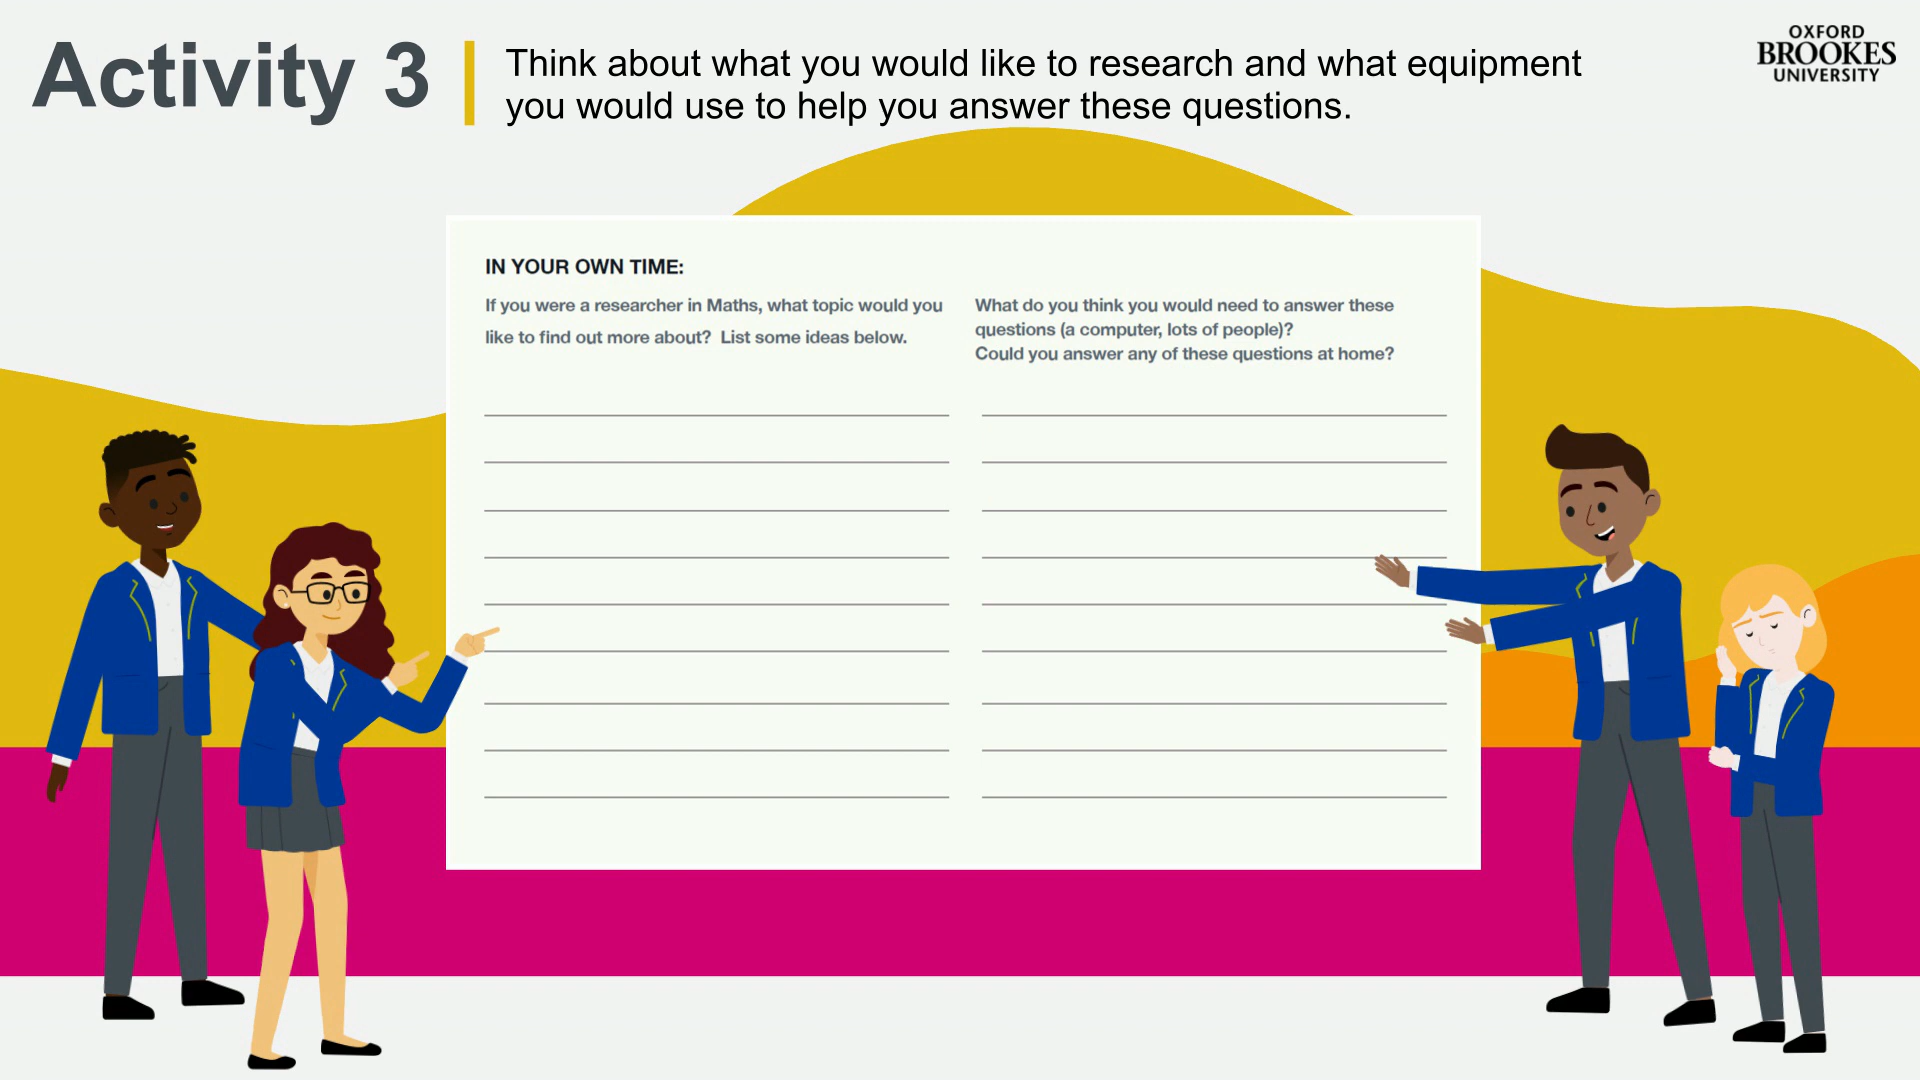 Activity 3
Think about what you would like to research and what equipment
you would use to help you answer these questions.
OXFORD
BROOKES
UNIVERSITY
IN YOUR OWN TIME:
If you were a researcher in Maths, what topic would you
like to find out more about? List some ideas below.
What do you think you would need to answer these
questions (a computer, lots of people)?
Could you answer any of these questions at home?